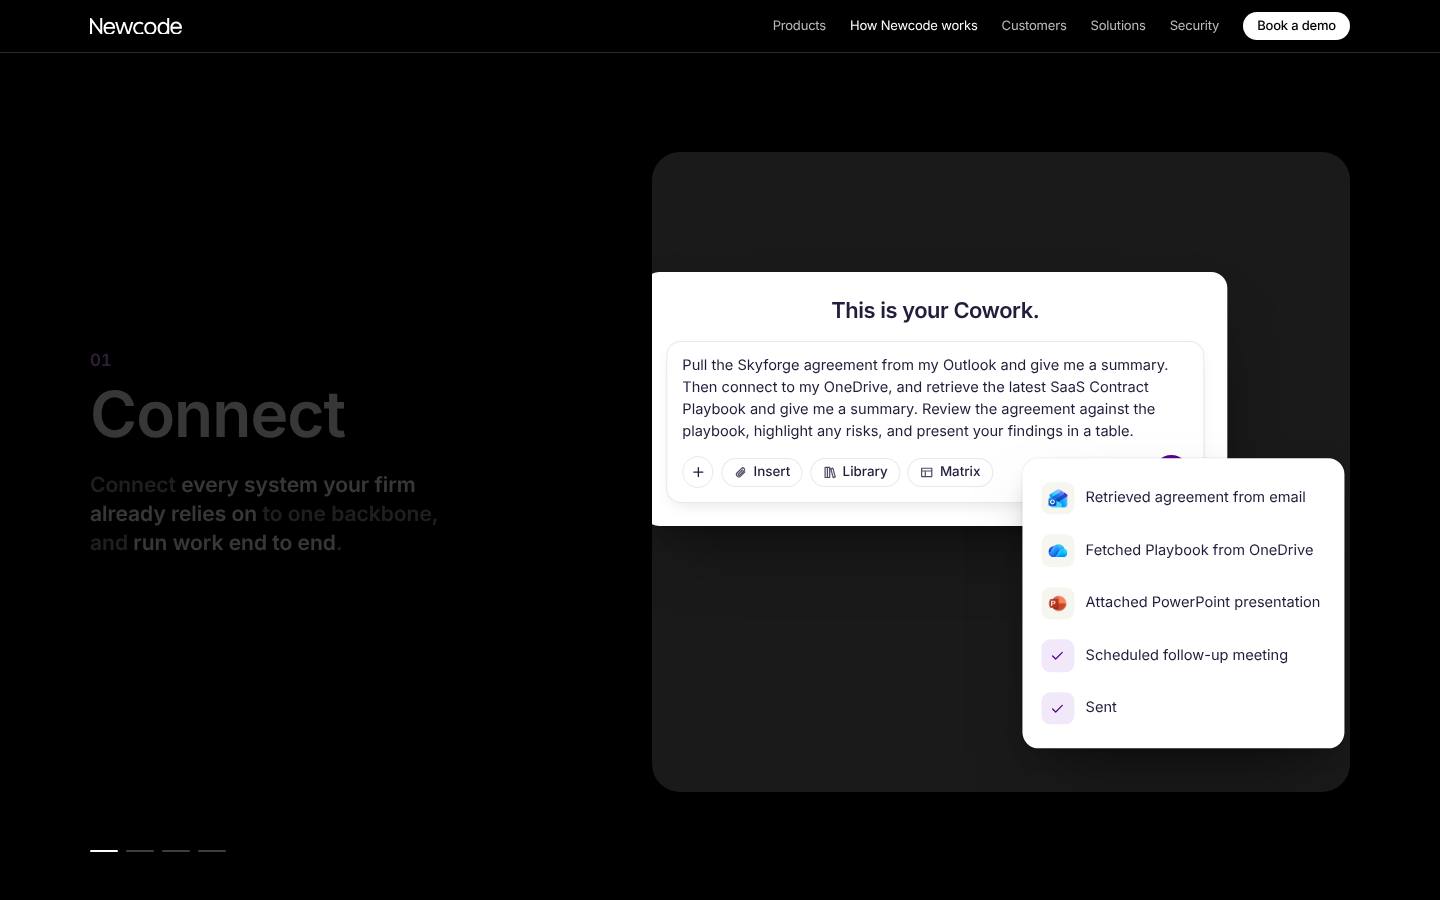 Newcode
Products
How Newcode works
Customers
Solutions
Security
Book a demo
01
Connect
Connect every system your firm
already relies on to one backbone,
and run work end to end.
This is your Cowork.
Pull the Skyforge agreement from my Outlook and give me a summary.
Then connect to my OneDrive, and retrieve the latest SaaS Contract
Playbook and give me a summary. Review the agreement against the
playbook, highlight any risks, and present your findings in a table.
Insert
Library
Matrix
Retrieved agreement from email
Fetched Playbook from OneDrive
Attached PowerPoint presentation
Scheduled follow-up meeting
Sent